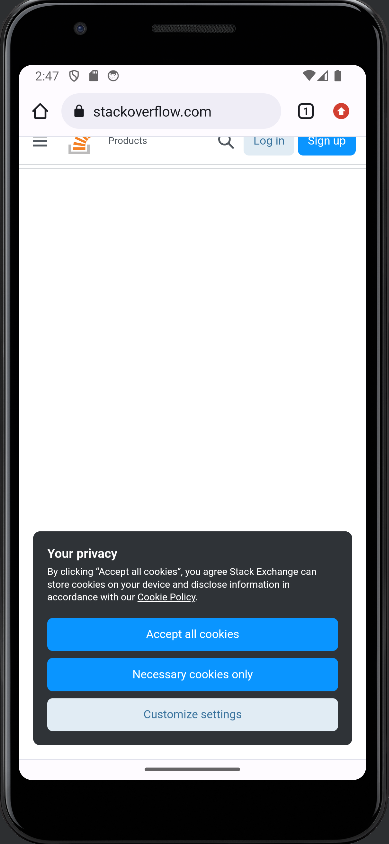 2:47
stackoverflow.com
1
Products
Log in
Sign up
Your privacy
By clicking “Accept all cookies”, you agree Stack Exchange can
store cookies on your device and disclose information in
accordance with our Cookie Policy.
Accept all cookies
Necessary cookies only
Customize settings